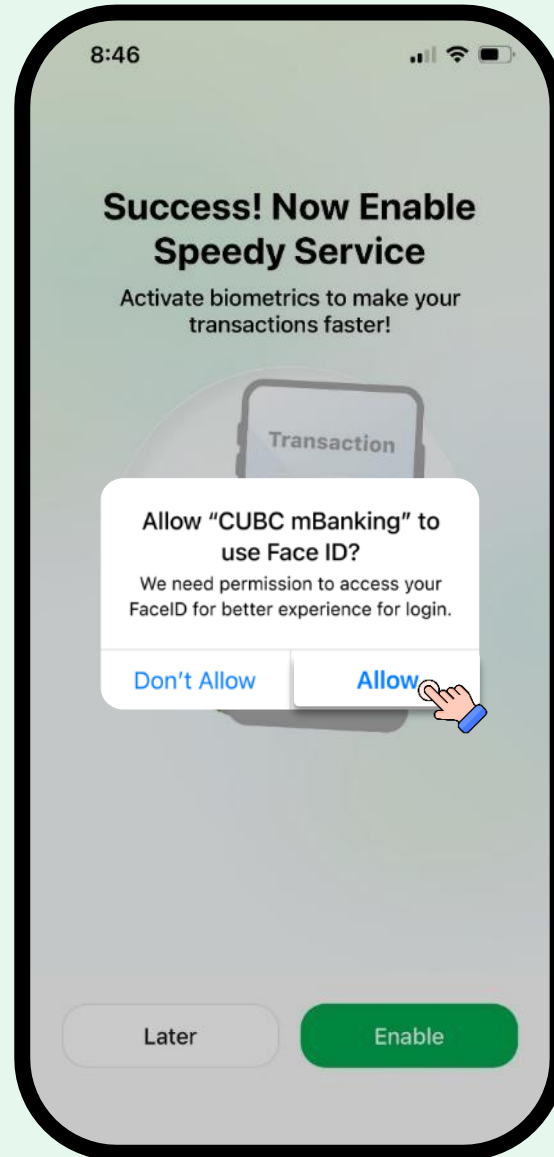 8:46
Success! Now Enable
Speedy Service
Activate biometrics to make your
transactions faster!
Transaction
Allow “CUBC mBanking” to
use Face ID?
We need permission to access your
FaceID for better experience for login.
Don’t Allow
Allow
Later
Enable